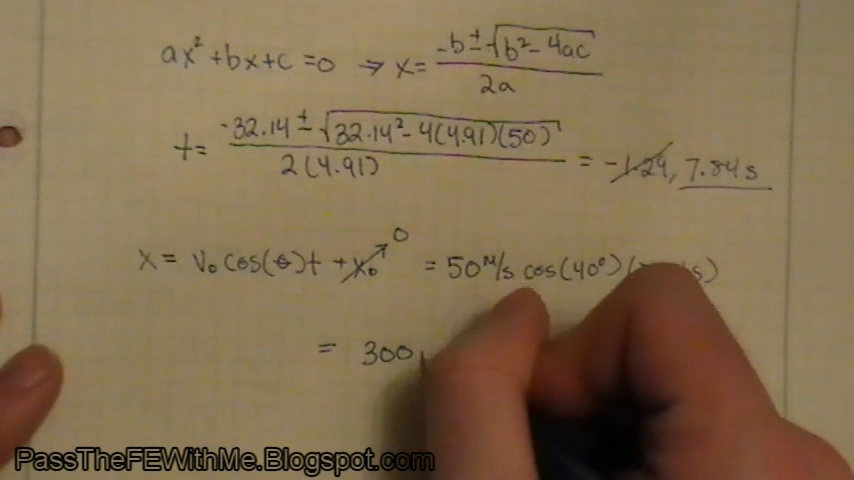 ax² + bx + c = 0 ⇒ x = (-b ± √(b² - 4ac)) / 2a
t = (-32.14 ± √(32.14² - 4(4.91)(50))) / 2(4.91) = -1.24, 7.84 s
x = v₀ cos(θ)t + x₀ → 0 = 50 M/s cos(40°)(
s)
= 300
PassTheFEWithMe.Blogspot.com